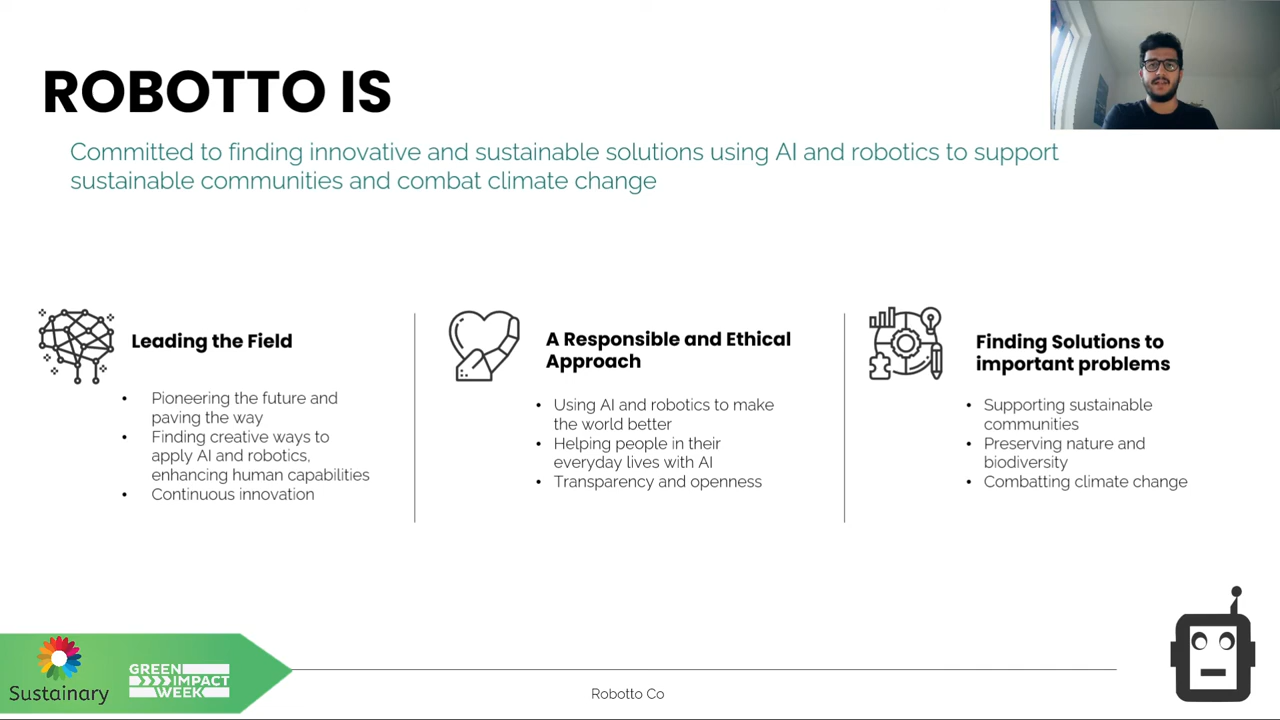 ROBOTTO IS
Committed to finding innovative and sustainable solutions using AI and robotics to support
sustainable communities and combat climate change
Leading the Field
• Pioneering the future and
paving the way
• Finding creative ways to
apply AI and robotics,
enhancing human capabilities
• Continuous innovation
A Responsible and Ethical
Approach
• Using AI and robotics to make
the world better
• Helping people in their
everyday lives with AI
• Transparency and openness
Finding Solutions to
important problems
• Supporting sustainable
communities
• Preserving nature and
biodiversity
• Combatting climate change
Sustainary
GREEN
IMPACT
WEEK
Robotto Co